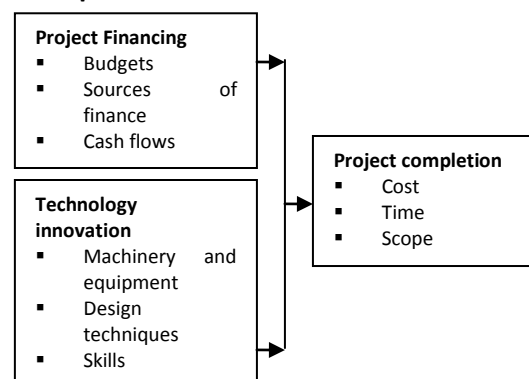 Project Financing
▪ Budgets
▪ Sources of
finance
▪ Cash flows
Technology
innovation
▪ Machinery and
equipment
▪ Design
techniques
▪ Skills
Project completion
▪ Cost
▪ Time
▪ Scope